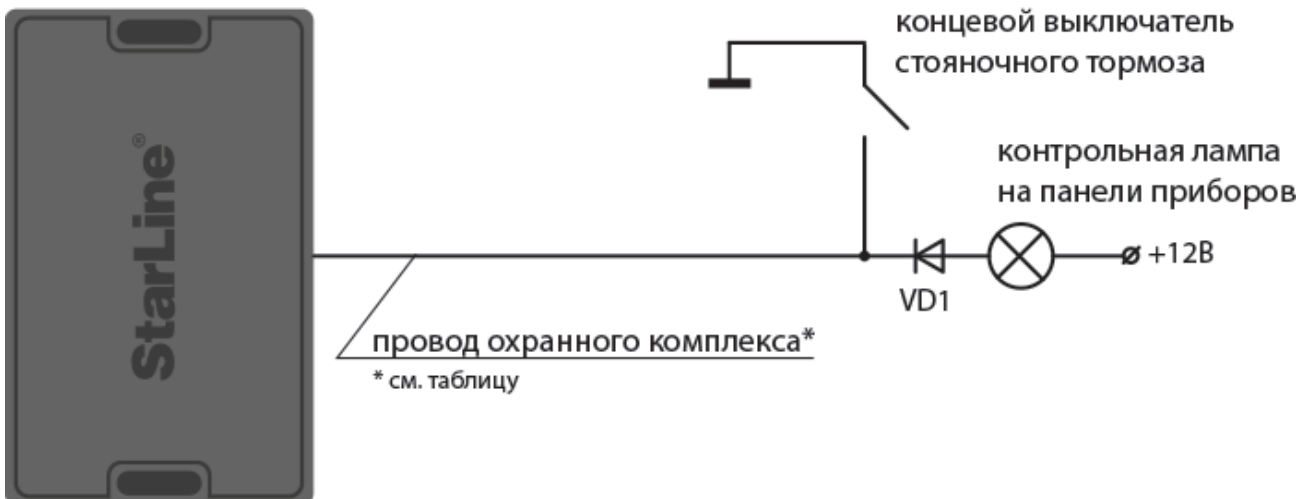 StarLine®
концевой выключатель
стояночного тормоза
контрольная лампа
на панели приборов
+12В
VD1
провод охранного комплекса*
* см. таблицу